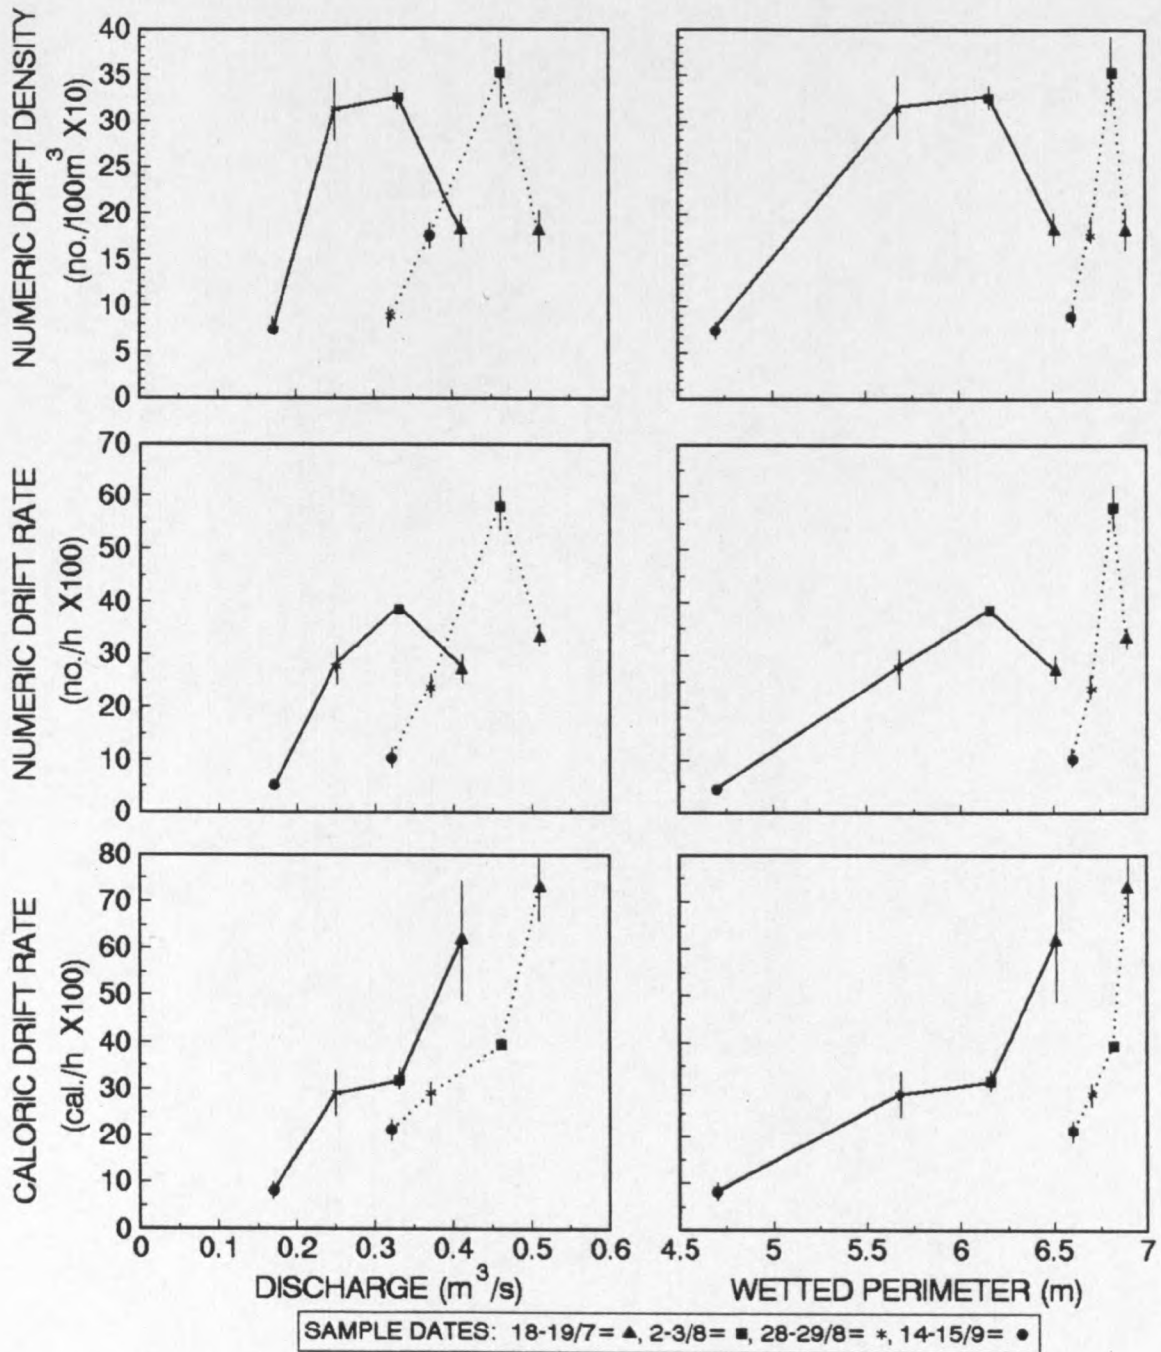 NUMERIC DRIFT DENSITY
(no./100m³ X10)
40
35
30
25
20
15
10
5
0
NUMERIC DRIFT RATE
(no./h X100)
70
60
50
40
30
20
10
0
CALORIC DRIFT RATE
(cal./h X100)
80
70
60
50
40
30
20
10
0
0 0.1 0.2 0.3 0.4 0.5 0.6
DISCHARGE (m³/s)
4.5 5 5.5 6 6.5 7
WETTED PERIMETER (m)
SAMPLE DATES: 18-19/7= ▲, 2-3/8= ■, 28-29/8= *, 14-15/9= ●